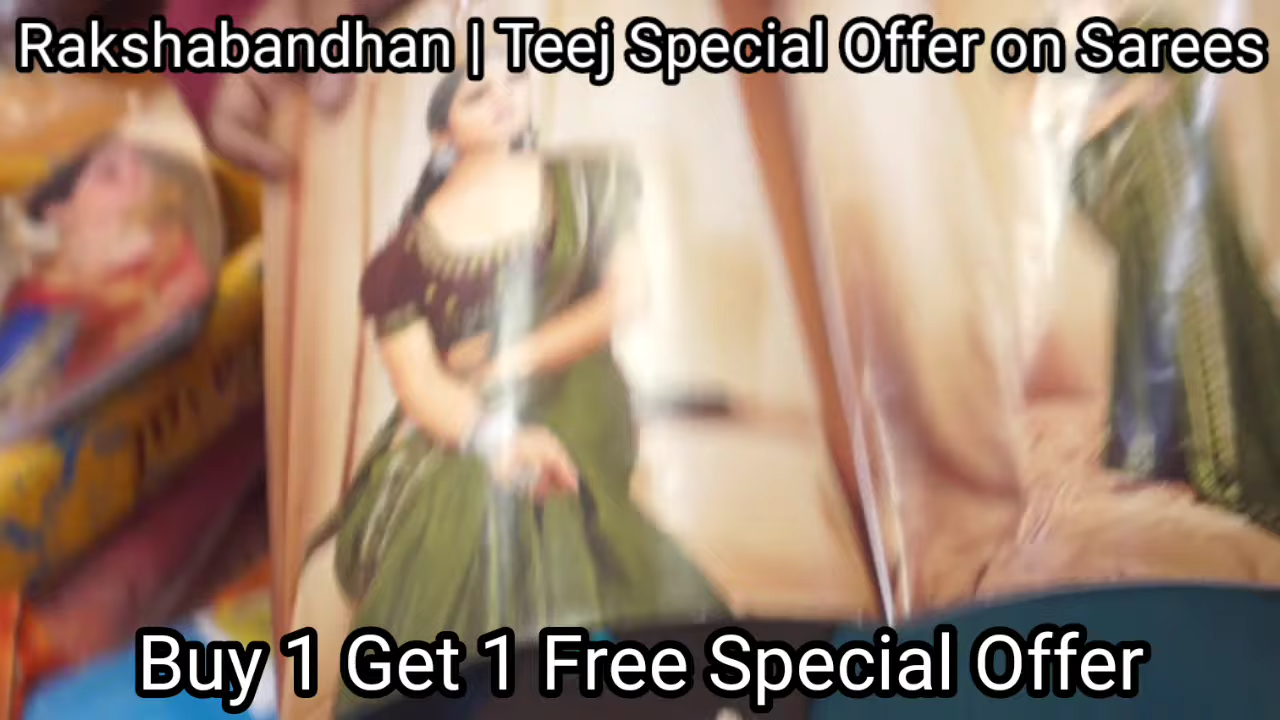 Rakshabandhan | Teej Special Offer on Sarees
Buy 1 Get 1 Free Special Offer